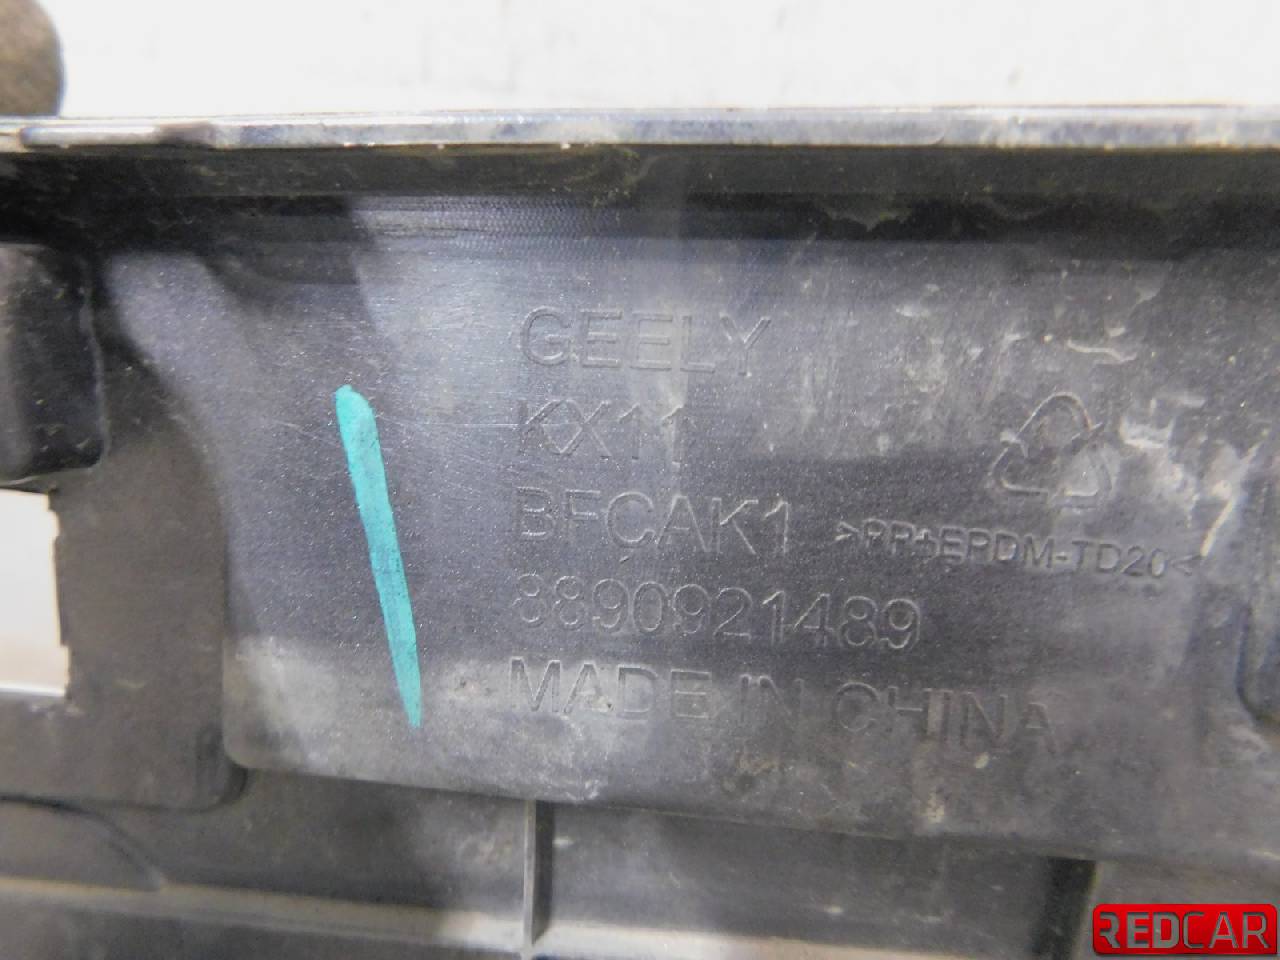 GEELY
KX11
BFCAK1
>PP+EPDM-TD20<
8890921489
MADE IN CHINA
REDCAR